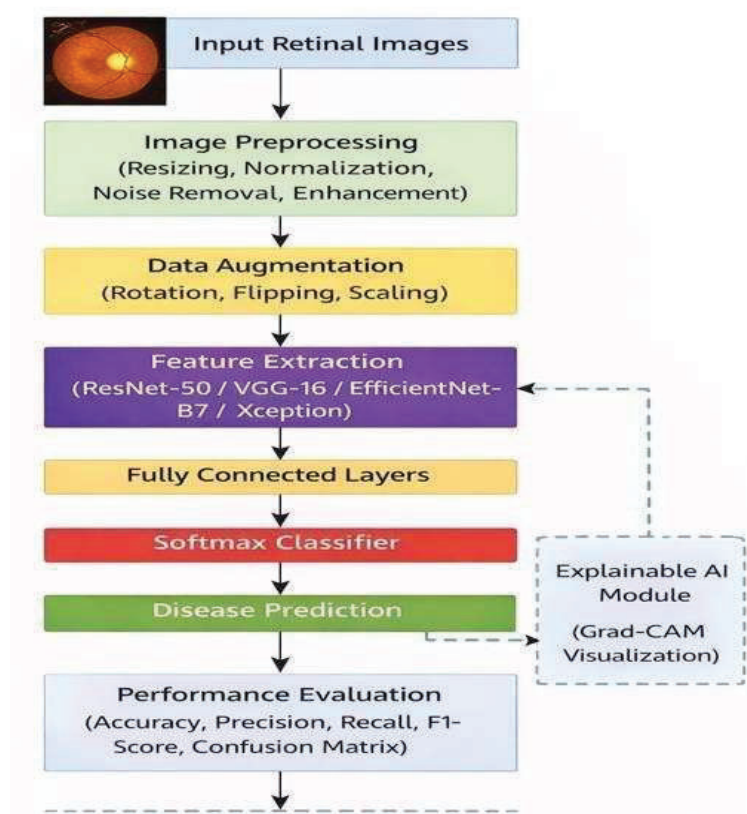 Input Retinal Images
Image Preprocessing
(Resizing, Normalization,
Noise Removal, Enhancement)
Data Augmentation
(Rotation, Flipping, Scaling)
Feature Extraction
(ResNet-50 / VGG-16 / EfficientNet-
B7 / Xception)
Fully Connected Layers
Softmax Classifier
Disease Prediction
Explainable AI
Module
(Grad-CAM
Visualization)
Performance Evaluation
(Accuracy, Precision, Recall, F1-
Score, Confusion Matrix)